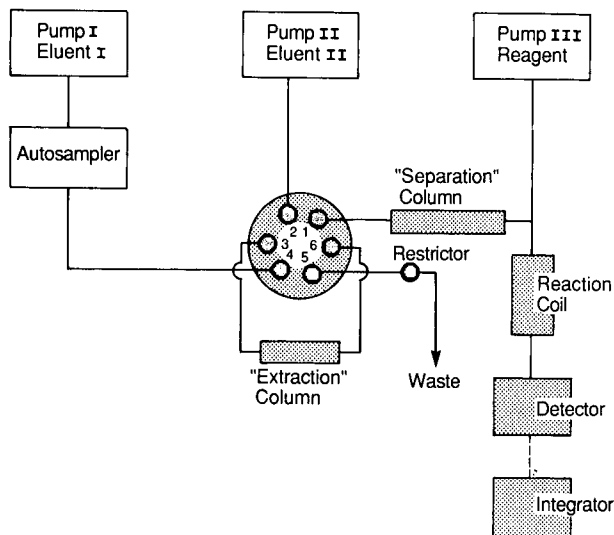 Pump I
Eluent I
Pump II
Eluent II
Pump III
Reagent
Autosampler
"Separation"
Column
2 1
3 6
4 5
Restrictor
Reaction
Coil
"Extraction"
Column
Waste
Detector
Integrator